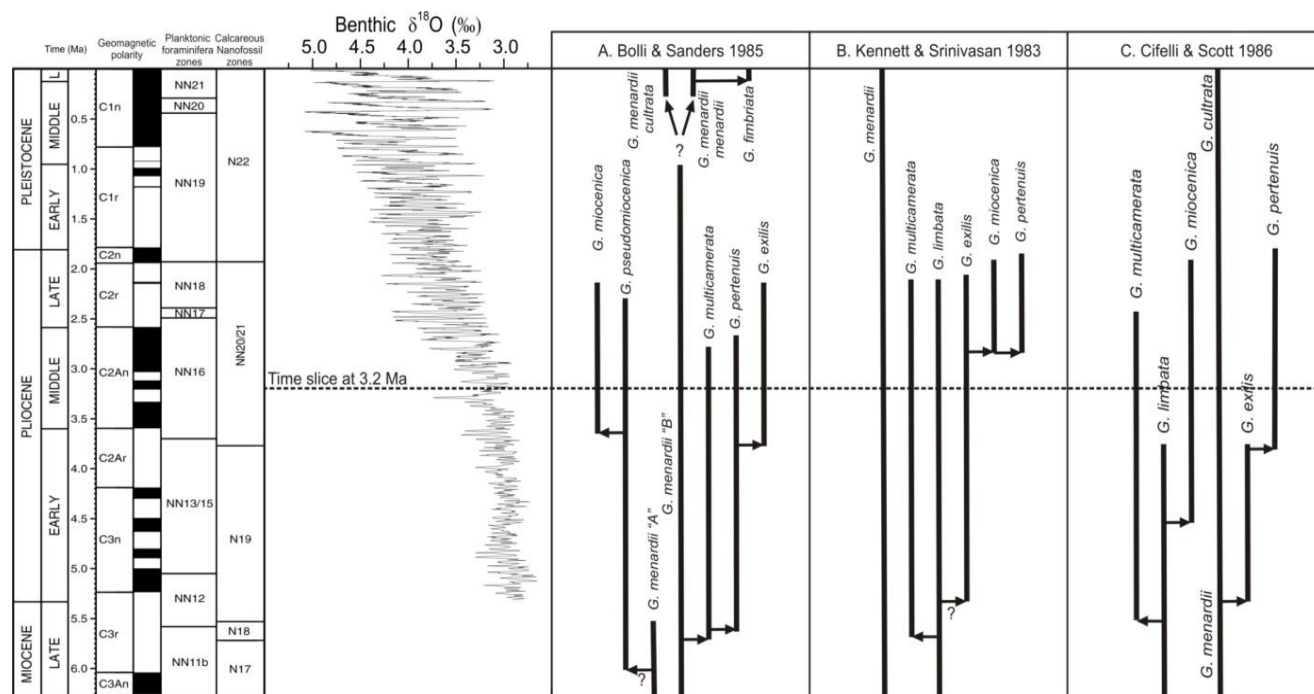 Benthic δ18O (‰)
Time (Ma)
Geomagnetic
polarity
Planktonic
foraminifera
zones
Calcareous
Nanofossil
zones
5.0 4.5 4.0 3.5 3.0
A. Bolli & Sanders 1985
B. Kennett & Srinivasan 1983
C. Cifelli & Scott 1986
PLEISTOCENE
PLIOCENE
MIOCENE
L
MIDDLE
EARLY
LATE
MIDDLE
EARLY
LATE
0.5
1.0
1.5
2.0
2.5
3.0
3.5
4.0
4.5
5.0
5.5
6.0
C1n
C1r
C2n
C2r
C2An
C2Ar
C3n
C3r
C3An
NN21
NN20
NN19
NN18
NN17
NN16
NN13/15
NN12
NN11b
N22
NN20/21
N19
N18
N17
Time slice at 3.2 Ma
G. miocenica
G. pseudomiocenica
G. menardii
cultrata
G. menardii
menardii
G. fimbriata
?
G. menardii "A"
G. menardii "B"
G. multicamerata
G. pertenuis
G. exilis
?
G. menardii
G. multicamerata
G. limbata
G. exilis
G. miocenica
G. pertenuis
?
G. multicamerata
G. limbata
G. miocenica
G. cultrata
G. menardii
G. exilis
G. pertenuis